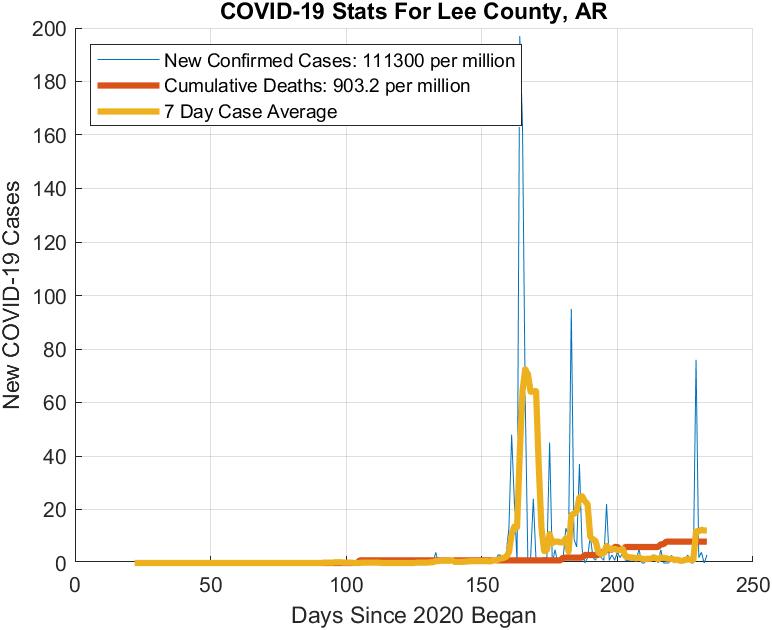 COVID-19 Stats For Lee County, AR
200
180
160
140
120
100
80
60
40
20
0
New COVID-19 Cases
New Confirmed Cases: 111300 per million
Cumulative Deaths: 903.2 per million
7 Day Case Average
0 50 100 150 200 250
Days Since 2020 Began